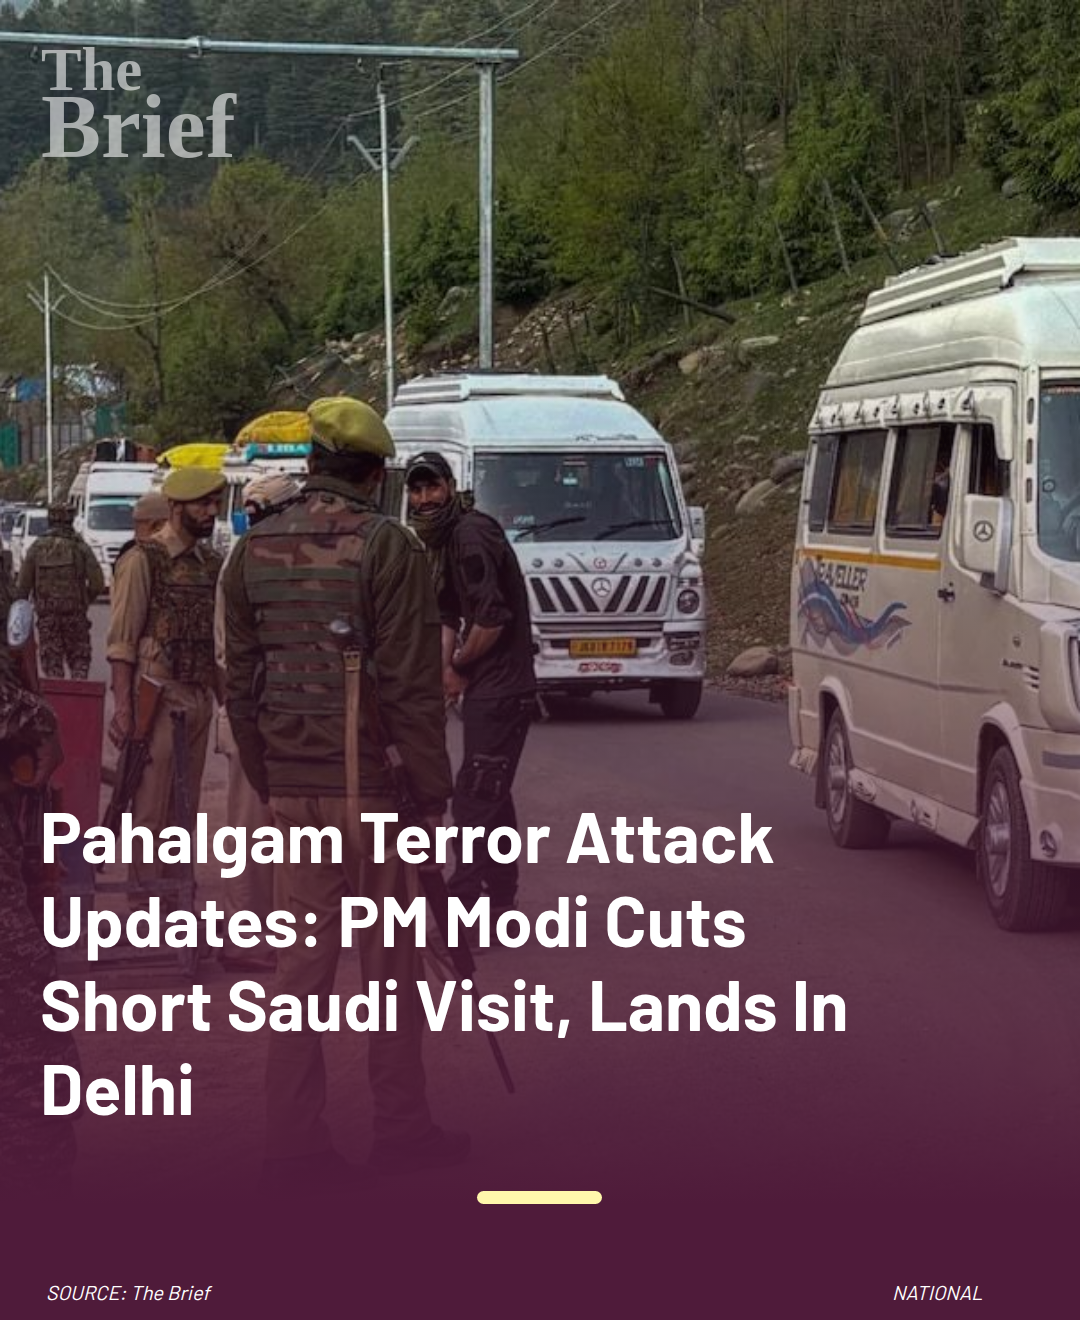 The
Brief
TRAVELLER
Pahalgam Terror Attack
Updates: PM Modi Cuts
Short Saudi Visit, Lands In
Delhi
SOURCE: The Brief
NATIONAL